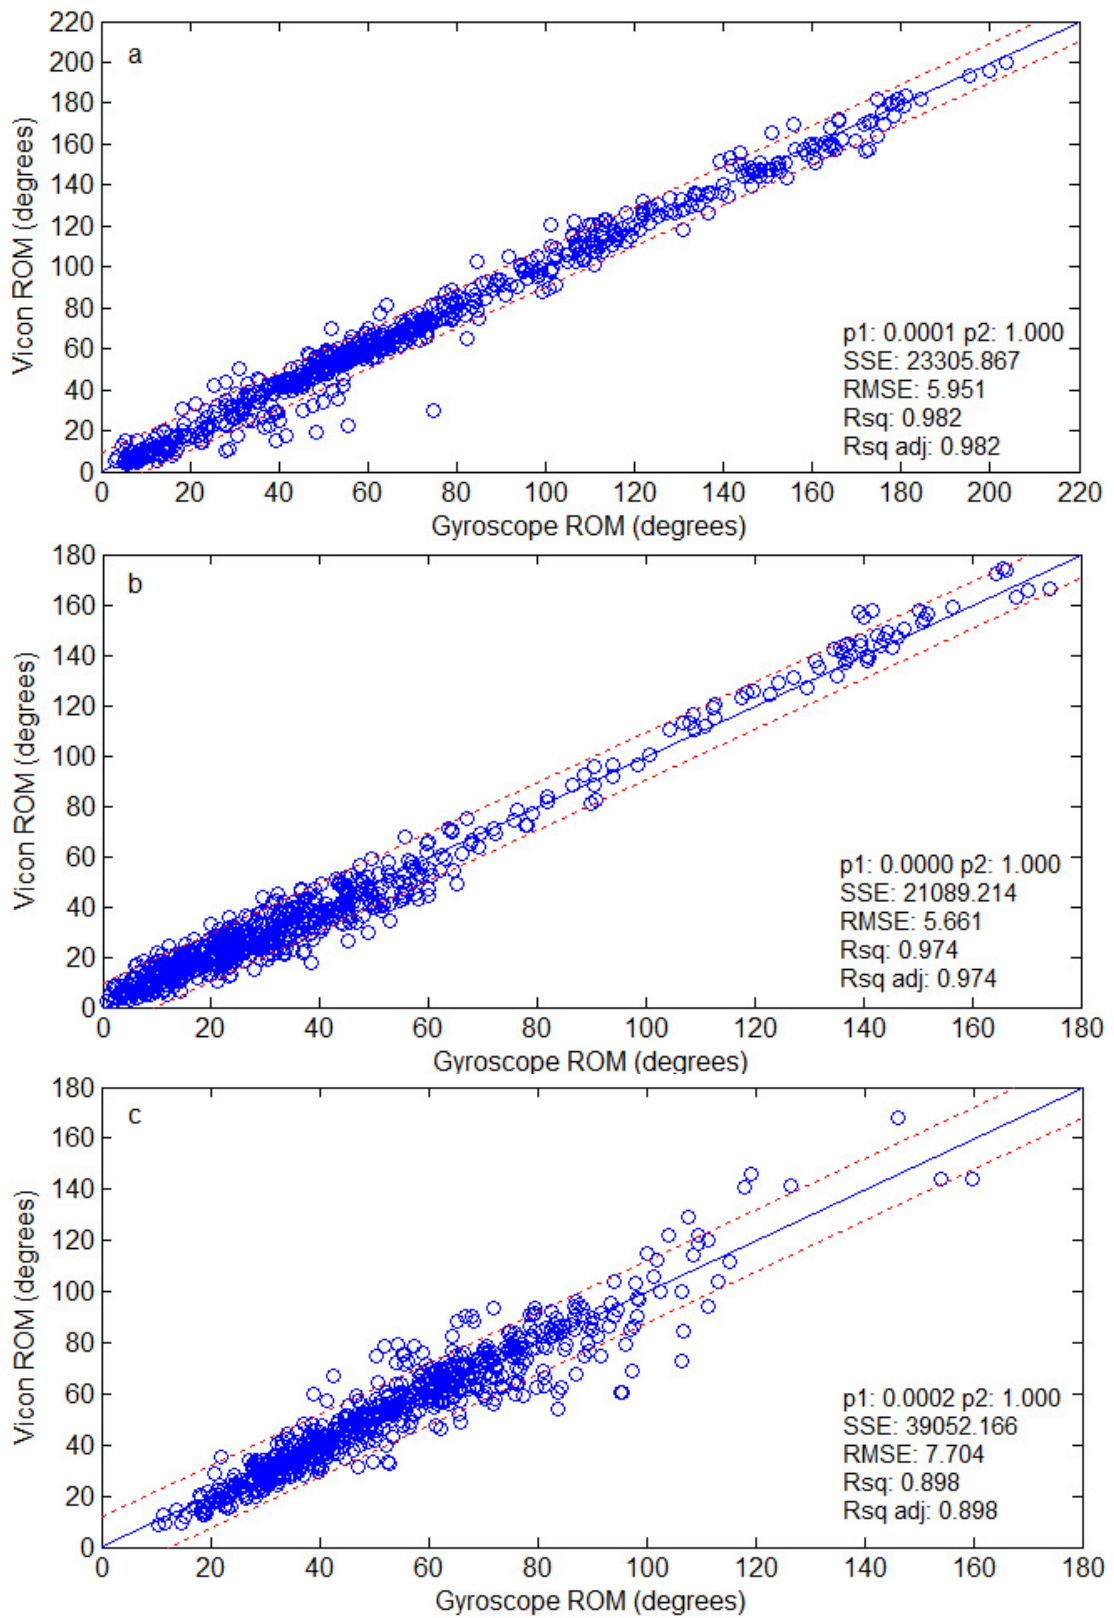 a
220
200
180
160
140
120
100
80
60
40
20
0
Vicon ROM (degrees)
p1: 0.0001 p2: 1.000
SSE: 23305.867
RMSE: 5.951
Rsq: 0.982
Rsq adj: 0.982
0 20 40 60 80 100 120 140 160 180 200 220
Gyroscope ROM (degrees)
b
180
160
140
120
100
80
60
40
20
0
Vicon ROM (degrees)
p1: 0.0000 p2: 1.000
SSE: 21089.214
RMSE: 5.661
Rsq: 0.974
Rsq adj: 0.974
0 20 40 60 80 100 120 140 160 180
Gyroscope ROM (degrees)
c
180
160
140
120
100
80
60
40
20
0
Vicon ROM (degrees)
p1: 0.0002 p2: 1.000
SSE: 39052.166
RMSE: 7.704
Rsq: 0.898
Rsq adj: 0.898
0 20 40 60 80 100 120 140 160 180
Gyroscope ROM (degrees)